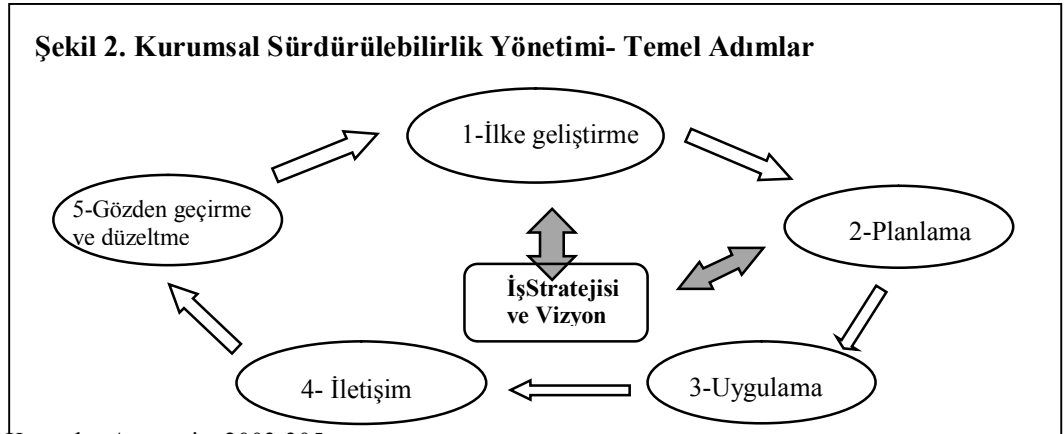 Şekil 2. Kurumsal Sürdürülebilirlik Yönetimi- Temel Adımlar
1-İlke geliştirme
5-Gözden geçirme
ve düzeltme
2-Planlama
İşStratejisi
ve Vizyon
4- İletişim
3-Uygulama